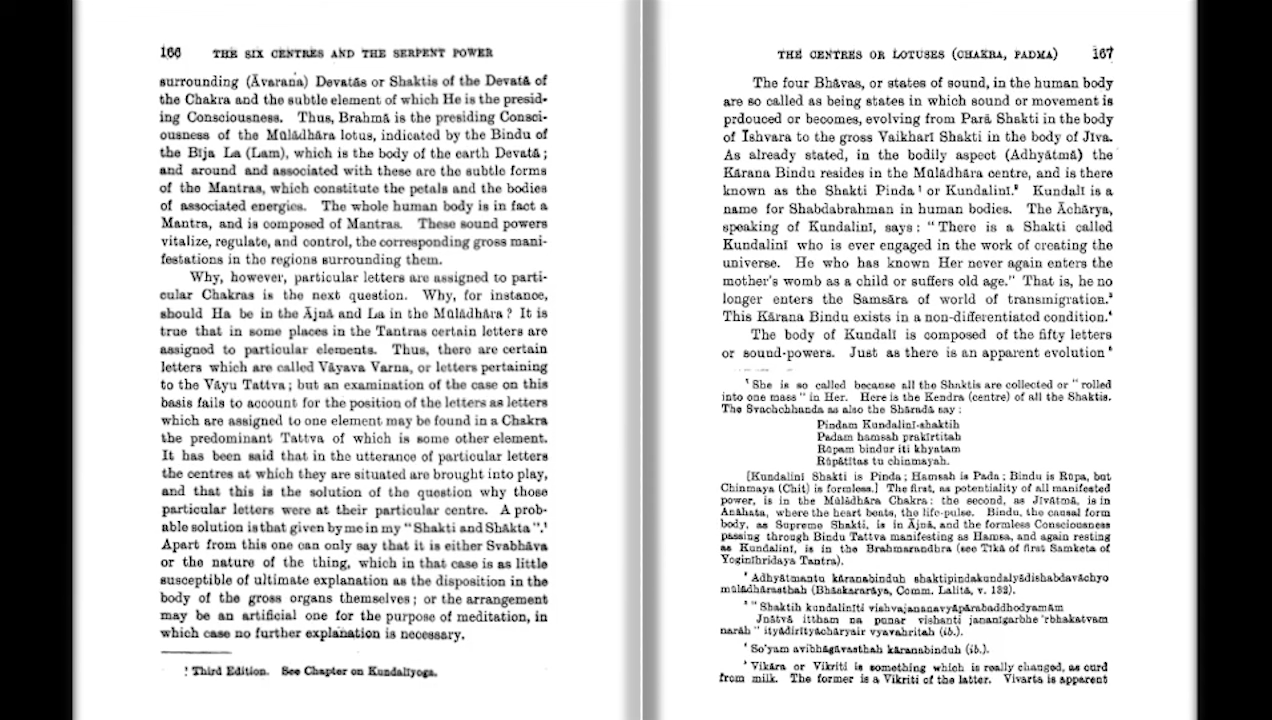 166 THE SIX CENTRES AND THE SERPENT POWER
surrounding (Āvaraṇa) Devatās or Shaktis of the Devatā of
the Chakra and the subtle element of which He is the presid-
ing Consciousness. Thus, Brahmā is the presiding Consci-
ousness of the Mūlādhāra lotus, indicated by the Bindu of
the Bīja La (Lam), which is the body of the earth Devatā;
and around and associated with these are the subtle forms
of the Mantras, which constitute the petals and the bodies
of associated energies. The whole human body is in fact a
Mantra, and is composed of Mantras. These sound powers
vitalize, regulate, and control, the corresponding gross mani-
festations in the regions surrounding them.
Why, however, particular letters are assigned to parti-
cular Chakras is the next question. Why, for instance,
should Ha be in the Ājnā and La in the Mūlādhāra? It is
true that in some places in the Tantras certain letters are
assigned to particular elements. Thus, there are certain
letters which are called Vāyava Varna, or letters pertaining
to the Vāyu Tattva; but an examination of the case on this
basis fails to account for the position of the letters as letters
which are assigned to one element may be found in a Chakra
the predominant Tattva of which is some other element.
It has been said that in the utterance of particular letters
the centres at which they are situated are brought into play,
and that this is the solution of the question why those
particular letters were at their particular centre. A prob-
able solution is that given by me in my "Shakti and Shākta".¹
Apart from this one can only say that it is either Svabhāva
or the nature of the thing, which in that case is as little
susceptible of ultimate explanation as the disposition in the
body of the gross organs themselves; or the arrangement
may be an artificial one for the purpose of meditation, in
which case no further explanation is necessary.
¹ Third Edition. See Chapter on Kundalīyoga.
THE CENTRES OR LOTUSES (CHAKRA, PADMA) 167
The four Bhāvas, or states of sound, in the human body
are so called as being states in which sound or movement is
prdouced or becomes, evolving from Parā Shakti in the body
of Īshvara to the gross Vaikharī Shakti in the body of Jīva.
As already stated, in the bodily aspect (Adhyātmā) the
Kārana Bindu resides in the Mūlādhāra centre, and is there
known as the Shakti Pinda¹ or Kundalinī.² Kundalī is a
name for Shabdabrahman in human bodies. The Āchārya,
speaking of Kundalinī, says: "There is a Shakti called
Kundalinī who is ever engaged in the work of creating the
universe. He who has known Her never again enters the
mother's womb as a child or suffers old age." That is, he no
longer enters the Samsāra of world of transmigration.³
This Kārana Bindu exists in a non-differentiated condition.⁴
The body of Kundalī is composed of the fifty letters
or sound-powers. Just as there is an apparent evolution⁵
¹ She is so called because all the Shaktis are collected or "rolled
into one mass" in Her. Here is the Kendra (centre) of all the Shaktis.
The Svachchhanda as also the Shāradā say:
Pindam Kundalinī-shaktih
Padam hamsah prakīrtitah
Rūpam bindur iti khyatam
Rūpātītas tu chinmayah.
[Kundalinī Shakti is Pinda; Hamsah is Pada; Bindu is Rūpa, but
Chinmaya (Chit) is formless.] The first, as potentiality of all manifested
power, is in the Mūlādhāra Chakra: the second, as Jīvātmā, is in
Anāhata, where the heart beats, the life-pulse. Bindu, the causal form
body, as Supreme Shakti, is in Ājnā, and the formless Consciousness
passing through Bindu Tattva manifesting as Hamsa, and again resting
as Kundalinī, is in the Brahmarandhra (see Tīkā of first Samketa of
Yoginīhridaya Tantra).
² Adhyātmantu kāranabinduh shaktipindakundalyādishabdavāchyo
mūlādhārasthah (Bhāskararāya, Comm. Lalitā, v. 132).
³ "Shaktih kundalinīti vishvajananavyāpārabaddhodyamām
Jnātvā ittham na punar vishanti jananīgarbhe 'rbhakatvam
narāh" ityādirītyāchāryair vyavahritah (ib.).
⁴ So'yam avibhāgāvasthah kāranabinduh (ib.).
⁵ Vikāra or Vikriti is something which is really changed, as curd
from milk. The former is a Vikriti of the latter. Vivarta is apparent